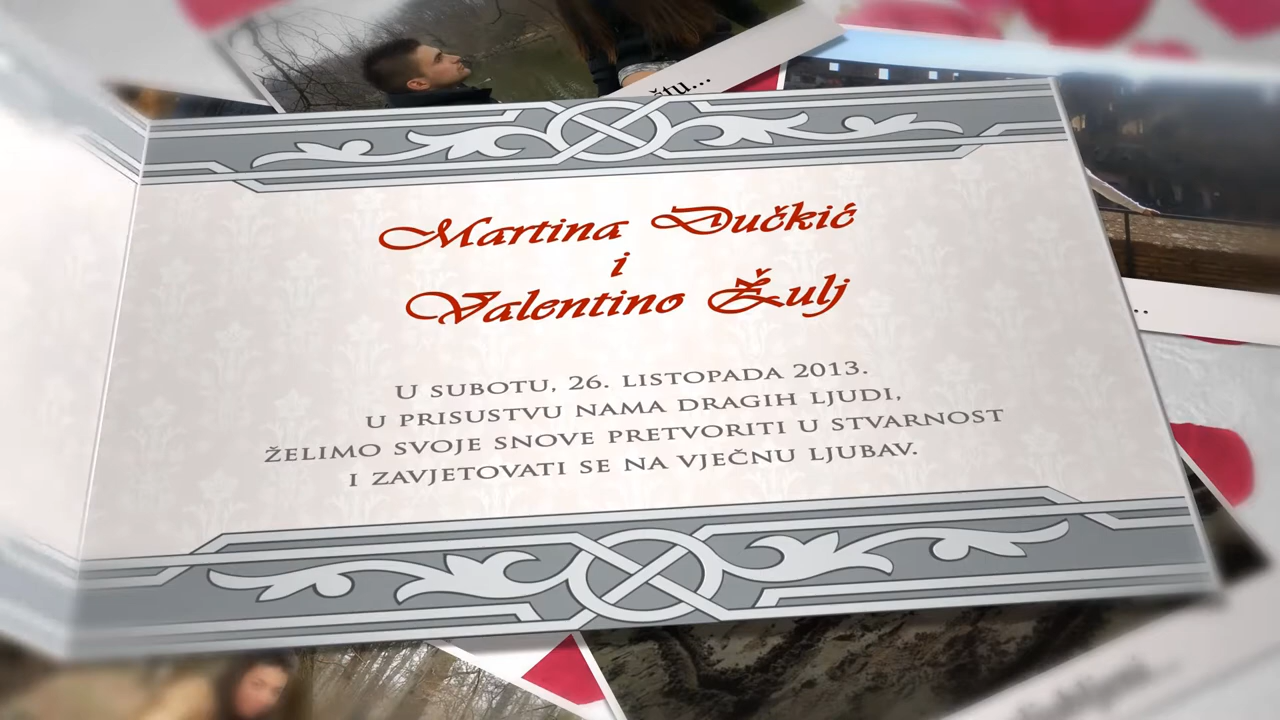 Martina Dučkić
i
Valentino Žulj
U SUBOTU, 26. LISTOPADA 2013.
U PRISUSTVU NAMA DRAGIH LJUDI,
ŽELIMO SVOJE SNOVE PRETVORITI U STVARNOST
I ZAVJETOVATI SE NA VJEČNU LJUBAV.